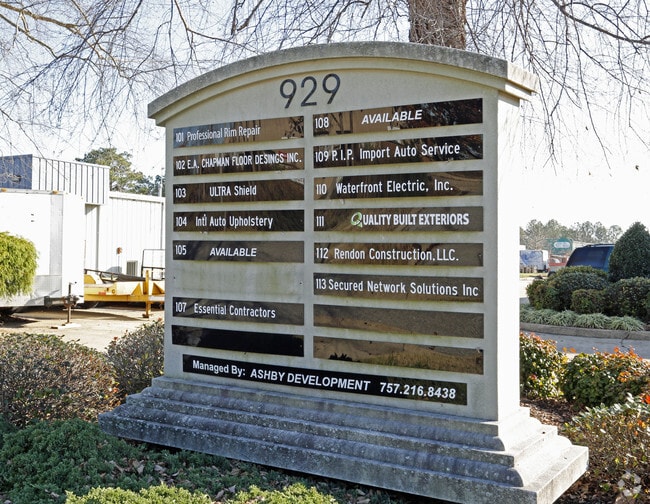 929
101 Professional Rim Repair
102 E.A. CHAPMAN FLOOR DESINGS INC.
103 ULTRA Shield
104 Int'l Auto Upholstery
105 AVAILABLE
107 Essential Contractors
108 AVAILABLE
109 P.I.P. Import Auto Service
110 Waterfront Electric, Inc.
111 QUALITY BUILT EXTERIORS
112 Rendon Construction,LLC.
113 Secured Network Solutions Inc
Managed By: ASHBY DEVELOPMENT 757.216.8438